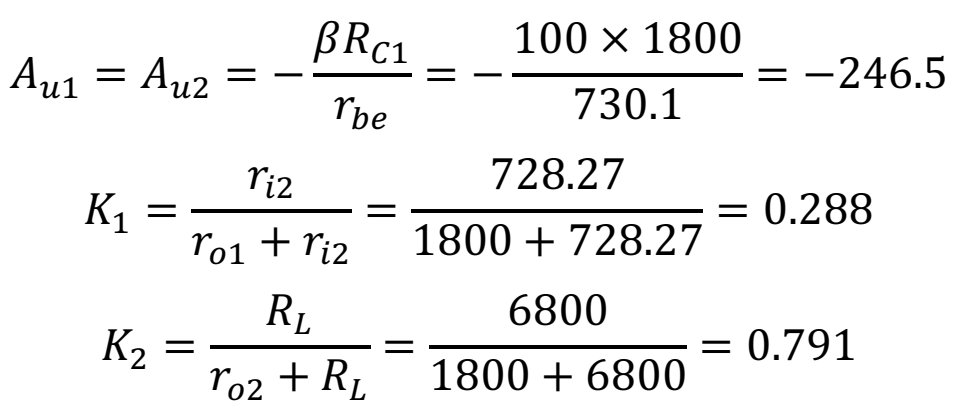 $A_{u1} = A_{u2} = -\frac{\beta R_{C1}}{r_{be}} = -\frac{100 \times 1800}{730.1} = -246.5$
$K_1 = \frac{r_{i2}}{r_{o1} + r_{i2}} = \frac{728.27}{1800 + 728.27} = 0.288$
$K_2 = \frac{R_L}{r_{o2} + R_L} = \frac{6800}{1800 + 6800} = 0.791$